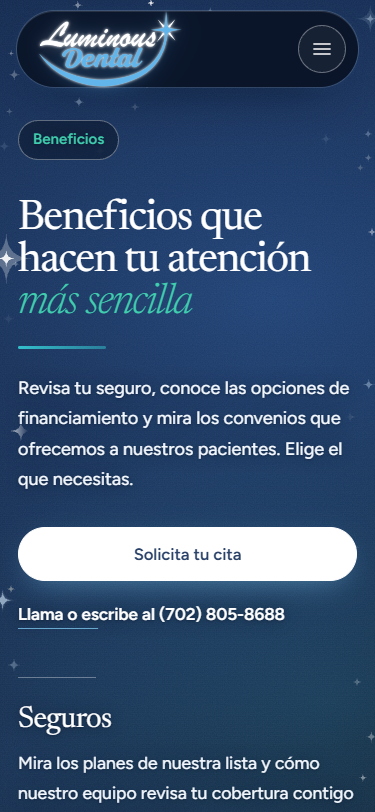 Luminous
Dental
Beneficios
Beneficios que
hacen tu atención
más sencilla
Revisa tu seguro, conoce las opciones de
financiamiento y mira los convenios que
ofrecemos a nuestros pacientes. Elige el
que necesitas.
Solicita tu cita
Llama o escribe al (702) 805-8688
Seguros
Mira los planes de nuestra lista y cómo
nuestro equipo revisa tu cobertura contigo